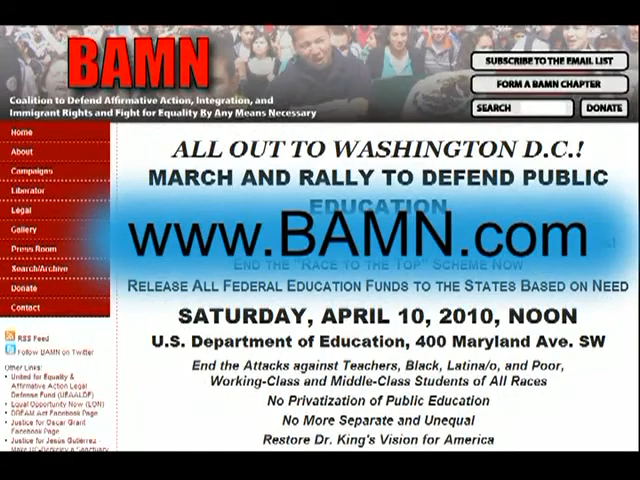 BAMN
Coalition to Defend Affirmative Action, Integration, and
Immigrant Rights and Fight for Equality By Any Means Necessary
SUBSCRIBE TO THE EMAIL LIST
FORM A BAMN CHAPTER
SEARCH
DONATE
Home
About
Campaigns
Liberator
Legal
Gallery
Press Room
Search/Archive
Donate
Contact
RSS Feed
Follow BAMN on Twitter
Other Links:
United for Equality &
Affirmative Action Legal
Defense Fund (UEAALDF)
Equal Opportunity Now (EON)
DREAM Act Facebook Page
Justice for Oscar Grant
Facebook Page
Justice for Jesus Gutierrez -
Make UC-Berkeley a Sanctuary
ALL OUT TO WASHINGTON D.C.!
MARCH AND RALLY TO DEFEND PUBLIC
EDUCATION
www.BAMN.com
END THE "RACE TO THE TOP" SCHEME NOW
RELEASE ALL FEDERAL EDUCATION FUNDS TO THE STATES BASED ON NEED
SATURDAY, APRIL 10, 2010, NOON
U.S. Department of Education, 400 Maryland Ave. SW
End the Attacks against Teachers, Black, Latina/o, and Poor,
Working-Class and Middle-Class Students of All Races
No Privatization of Public Education
No More Separate and Unequal
Restore Dr. King's Vision for America